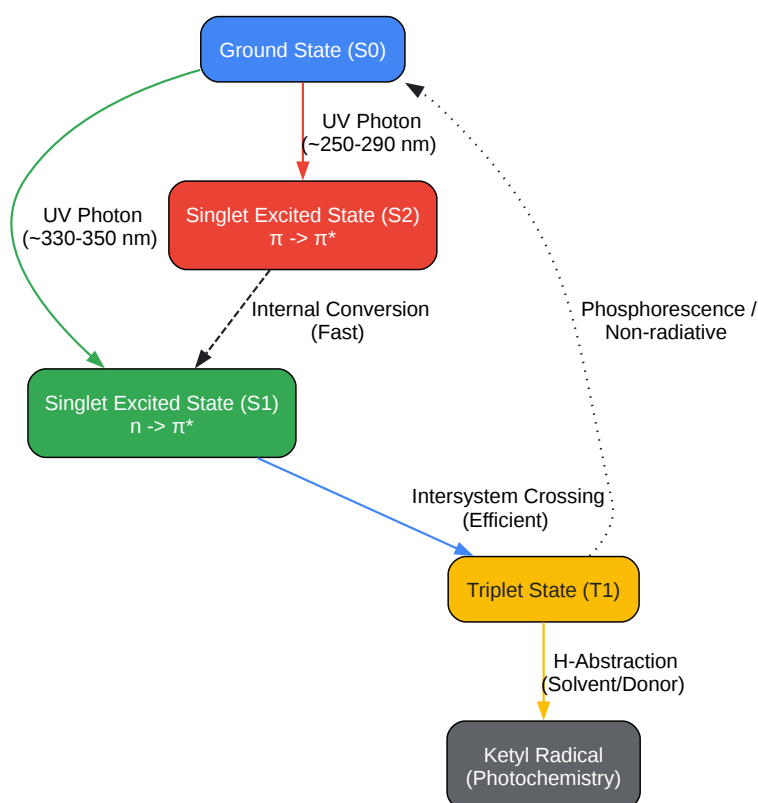 Ground State (S0)
UV Photon
(~250-290 nm)
Singlet Excited State (S2)
π -> π*
UV Photon
(~330-350 nm)
Internal Conversion
(Fast)
Phosphorescence /
Non-radiative
Singlet Excited State (S1)
n -> π*
Intersystem Crossing
(Efficient)
Triplet State (T1)
H-Abstraction
(Solvent/Donor)
Ketyl Radical
(Photochemistry)